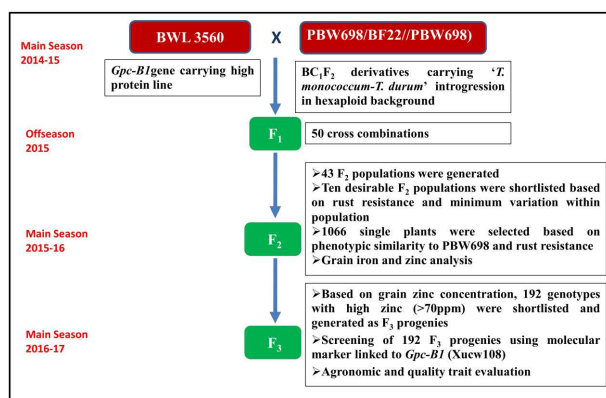 BWL 3560
X
PBW698/BF22//PBW698)
Main Season
2014-15
Gpc-B1gene carrying high
protein line
BC1F2 derivatives carrying ‘T.
monococcum-T. durum’ introgression
in hexaploid background
Offseason
2015
F1
50 cross combinations
Main Season
2015-16
F2
➢43 F2 populations were generated
➢Ten desirable F2 populations were shortlisted based
on rust resistance and minimum variation within
population
➢1066 single plants were selected based on
phenotypic similarity to PBW698 and rust resistance
➢Grain iron and zinc analysis
Main Season
2016-17
F3
➢Based on grain zinc concentration, 192 genotypes
with high zinc (>70ppm) were shortlisted and
generated as F3 progenies
➢Screening of 192 F3 progenies using molecular
marker linked to Gpc-B1 (Xucw108)
➢Agronomic and quality trait evaluation